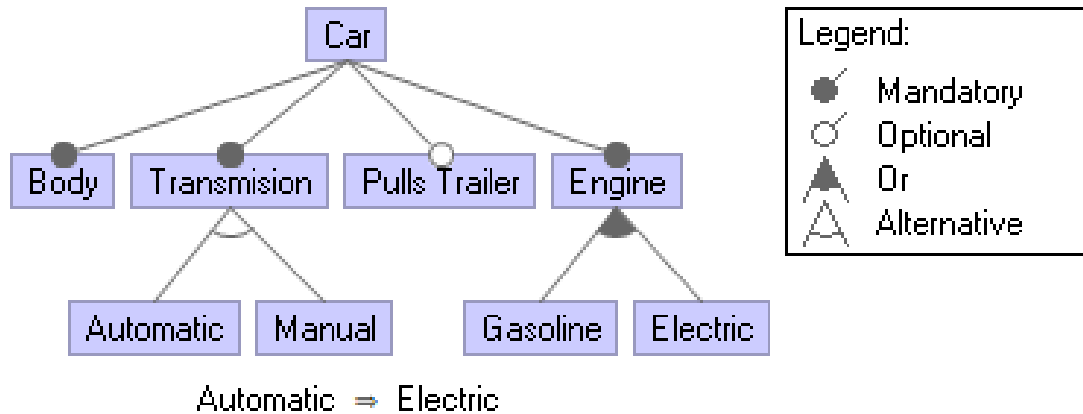 Car
Legend:
Mandatory
Optional
Or
Alternative
Body
Transmision
Pulls Trailer
Engine
Automatic
Manual
Gasoline
Electric
Automatic ⇒ Electric